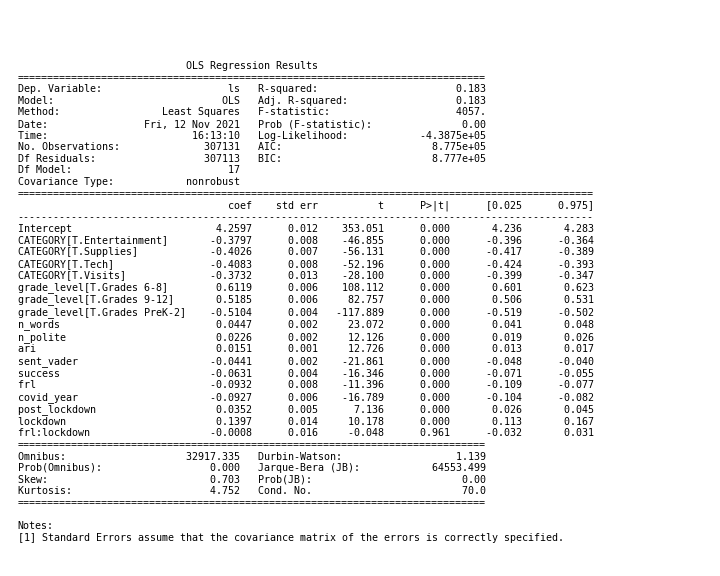 OLS Regression Results
==============================================================================
Dep. Variable:                     ls   R-squared:                       0.183
Model:                            OLS   Adj. R-squared:                  0.183
Method:                 Least Squares   F-statistic:                     4057.
Date:                Fri, 12 Nov 2021   Prob (F-statistic):               0.00
Time:                        16:13:10   Log-Likelihood:            -4.3875e+05
No. Observations:              307131   AIC:                         8.775e+05
Df Residuals:                  307113   BIC:                         8.777e+05
Df Model:                          17
Covariance Type:            nonrobust
================================================================================================
                                   coef    std err          t      P>|t|      [0.025      0.975]
------------------------------------------------------------------------------------------------
Intercept                        4.2597      0.012    353.051      0.000       4.236       4.283
CATEGORY[T.Entertainment]       -0.3797      0.008    -46.855      0.000      -0.396      -0.364
CATEGORY[T.Supplies]            -0.4026      0.007    -56.131      0.000      -0.417      -0.389
CATEGORY[T.Tech]                -0.4083      0.008    -52.196      0.000      -0.424      -0.393
CATEGORY[T.Visits]              -0.3732      0.013    -28.100      0.000      -0.399      -0.347
grade_level[T.Grades 6-8]        0.6119      0.006    108.112      0.000       0.601       0.623
grade_level[T.Grades 9-12]       0.5185      0.006     82.757      0.000       0.506       0.531
grade_level[T.Grades PreK-2]    -0.5104      0.004   -117.889      0.000      -0.519      -0.502
n_words                          0.0447      0.002     23.072      0.000       0.041       0.048
n_polite                         0.0226      0.002     12.126      0.000       0.019       0.026
ari                              0.0151      0.001     12.726      0.000       0.013       0.017
sent_vader                      -0.0441      0.002    -21.861      0.000      -0.048      -0.040
success                         -0.0631      0.004    -16.346      0.000      -0.071      -0.055
frl                             -0.0932      0.008    -11.396      0.000      -0.109      -0.077
covid_year                      -0.0927      0.006    -16.789      0.000      -0.104      -0.082
post_lockdown                    0.0352      0.005      7.136      0.000       0.026       0.045
lockdown                         0.1397      0.014     10.178      0.000       0.113       0.167
frl:lockdown                    -0.0008      0.016     -0.048      0.961      -0.032       0.031
==============================================================================
Omnibus:                    32917.335   Durbin-Watson:                   1.139
Prob(Omnibus):                  0.000   Jarque-Bera (JB):            64553.499
Skew:                           0.703   Prob(JB):                         0.00
Kurtosis:                       4.752   Cond. No.                         70.0
==============================================================================
Notes:
[1] Standard Errors assume that the covariance matrix of the errors is correctly specified.